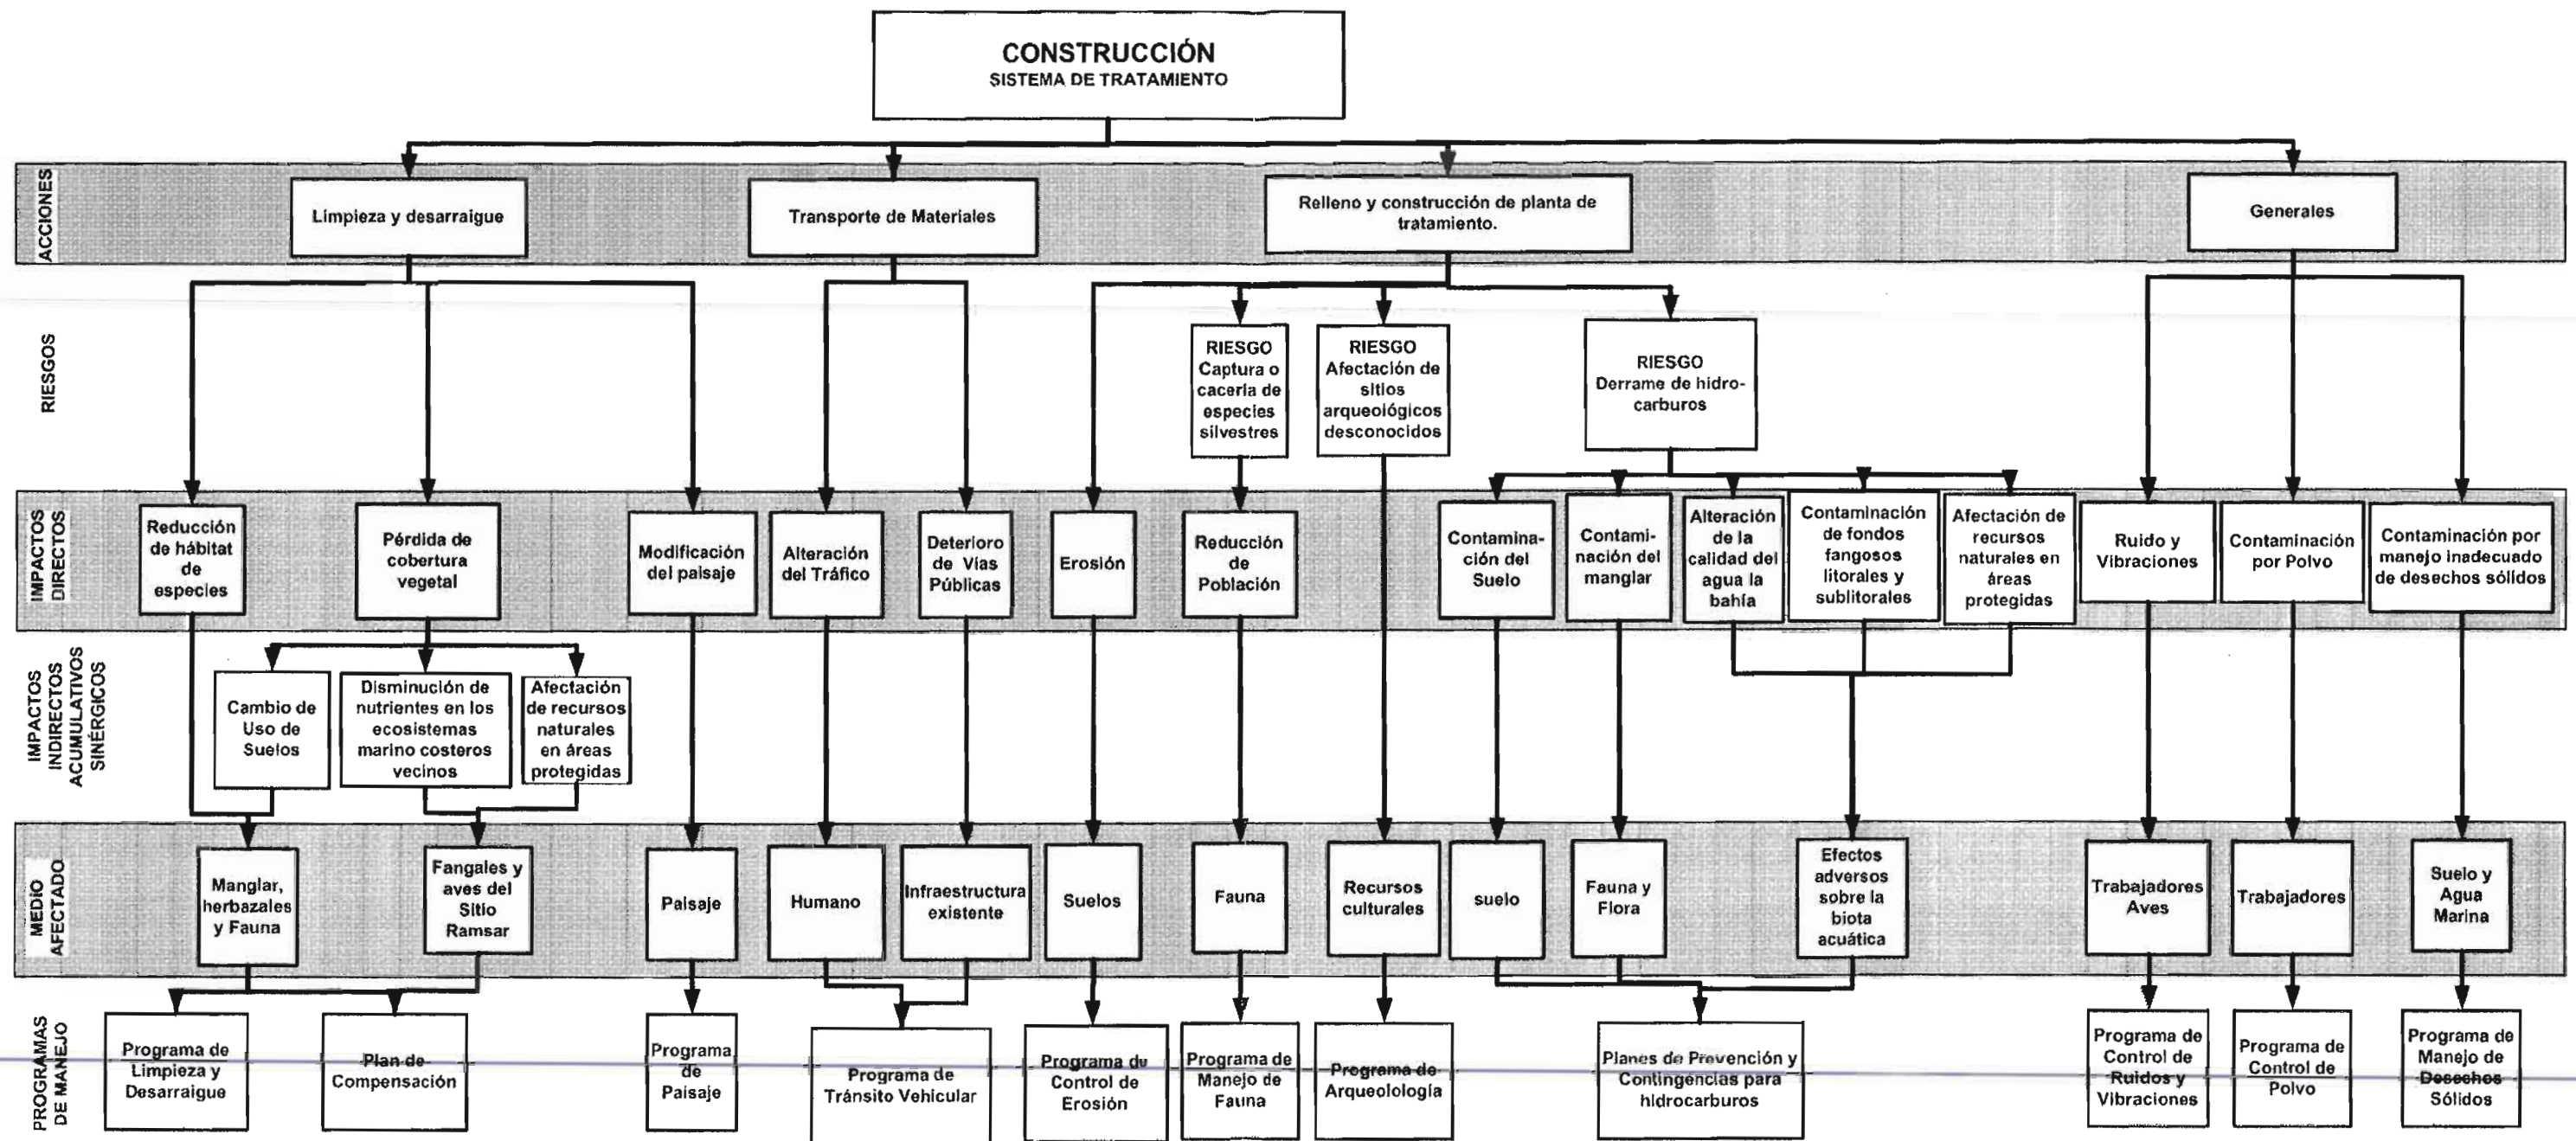 CONSTRUCCIÓN
SISTEMA DE TRATAMIENTO
ACCIONES
Limpieza y desarraigue
Transporte de Materiales
Relleno y construcción de planta de
tratamiento.
Generales
RIESGOS
RIESGO
Captura o
cacería de
especies
silvestres
RIESGO
Afectación de
sitios
arqueológicos
desconocidos
RIESGO
Derrame de hidro-
carburos
IMPACTOS
DIRECTOS
Reducción
de hábitat
de
especies
Pérdida de
cobertura
vegetal
Modificación
del paisaje
Alteración
del Tráfico
Deterioro
de Vías
Públicas
Erosión
Reducción
de
Población
Contamina-
ción del
Suelo
Contami-
nación del
manglar
Alteración
de la
calidad del
agua la
bahía
Contaminación
de fondos
fangosos
litorales y
sublitorales
Afectación de
recursos
naturales en
áreas
protegidas
Ruido y
Vibraciones
Contaminación
por Polvo
Contaminación por
manejo inadecuado
de desechos sólidos
IMPACTOS
INDIRECTOS
ACUMULATIVOS
SINÉRGICOS
Cambio de
Uso de
Suelos
Disminución de
nutrientes en los
ecosistemas
marino costeros
vecinos
Afectación
de recursos
naturales
en áreas
protegidas
MEDIO
AFECTADO
Manglar,
herbazales
y Fauna
Fangales y
aves del
Sitio
Ramsar
Paisaje
Humano
Infraestructura
existente
Suelos
Fauna
Recursos
culturales
suelo
Fauna y
Flora
Efectos
adversos
sobre la
biota
acuática
Trabajadores
Aves
Trabajadores
Suelo y
Agua
Marina
PROGRAMAS
DE MANEJO
Programa de
Limpieza y
Desarraigue
Plan de
Compensación
Programa
de
Paisaje
Programa de
Tránsito Vehicular
Programa de
Control de
Erosión
Programa de
Manejo de
Fauna
Programa de
Arqueolología
Planes de Prevención y
Contingencias para
hidrocarburos
Programa de
Control de
Ruidos y
Vibraciones
Programa de
Control de
Polvo
Programa de
Manejo de
Desechos
Sólidos